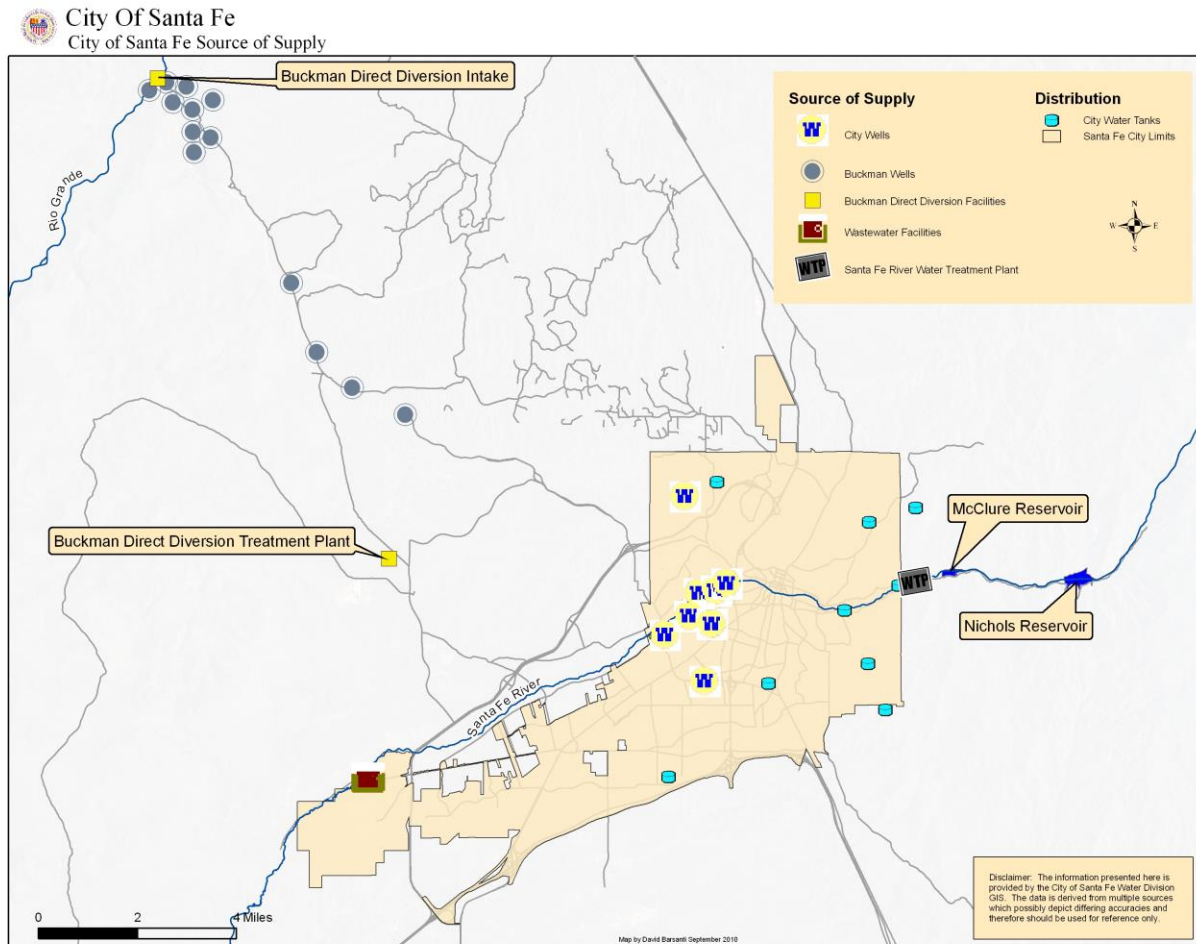 City Of Santa Fe
City of Santa Fe Source of Supply
Buckman Direct Diversion Intake
Source of Supply
City Wells
Buckman Wells
Buckman Direct Diversion Facilities
Wastewater Facilities
WTP
Santa Fe River Water Treatment Plant
Distribution
City Water Tanks
Santa Fe City Limits
N
W E
S
Rio Grande
McClure Reservoir
Buckman Direct Diversion Treatment Plant
WTP
Nichols Reservoir
Santa Fe River
Disclaimer: The information presented here is
provided by the City of Santa Fe Water Division
GIS. The data is derived from multiple sources
which possibly depict differing accuracies and
therefore should be used for reference only.
0 2 4 Miles
Map by David Barsanti September 2010